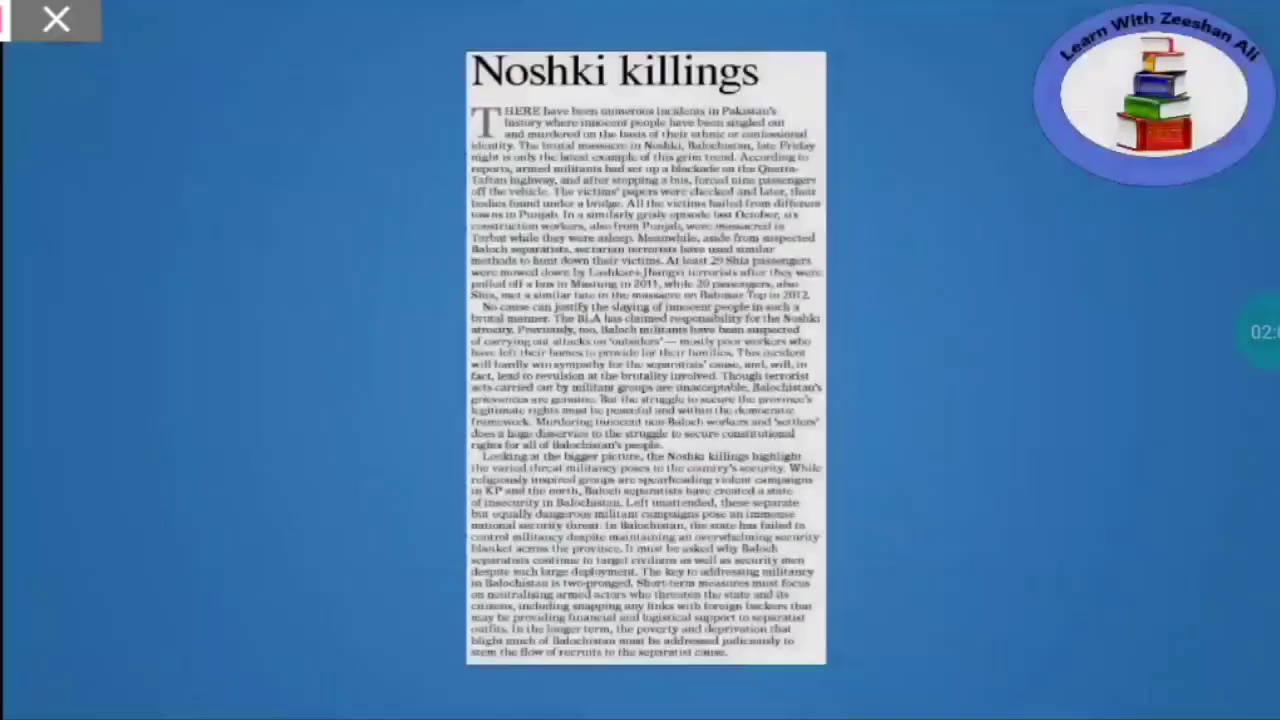 Learn With Zeeshan Ali
Noshki killings
THERE have been numerous incidents in Pakistan's
history where innocent people have been singled out
and murdered on the basis of their ethnic or confessional
identity. The brutal massacre in Noshki, Balochistan, late Friday
night is only the latest example of this grim trend. According to
reports, armed militants had set up a blockade on the Quetta-
Taftan highway, and after stopping a bus, forced nine passengers
off the vehicle. The victims' papers were checked and later, their
bodies found under a bridge. All the victims hailed from different
towns in Punjab. In a similarly grisly episode last October, six
construction workers, also from Punjab, were massacred in
Turbat while they were asleep. Meanwhile, aside from suspected
Baloch separatists, sectarian terrorists have used similar
methods to hunt down their victims. At least 29 Shia passengers
were mowed down by Lashkar-i-Jhangvi terrorists after they were
pulled off a bus in Mastung in 2011, while 20 passengers, also
Shia, met a similar fate in the massacre on Babusar Top in 2012.
No cause can justify the slaying of innocent people in such a
brutal manner. The BLA has claimed responsibility for the Noshki
atrocity. Previously, too, Baloch militants have been suspected
of carrying out attacks on 'outsiders' — mostly poor workers who
have left their homes to provide for their families. This incident
will hardly win sympathy for the separatists' cause, and, will, in
fact, lead to revulsion at the brutality involved. Though terrorist
acts carried out by militant groups are unacceptable, Balochistan's
grievances are genuine. But the struggle to secure the province's
legitimate rights must be peaceful and within the democratic
framework. Murdering innocent non-Baloch workers and 'settlers'
does a huge disservice to the struggle to secure constitutional
rights for all of Balochistan's people.
Looking at the bigger picture, the Noshki killings highlight
the varied threat militancy poses to the country's security. While
religiously inspired groups are spearheading violent campaigns
in KP and the north, Baloch separatists have created a state
of insecurity in Balochistan. Left unattended, these separate
but equally dangerous militant campaigns pose an immense
national security threat. In Balochistan, the state has failed to
control militancy despite maintaining an overwhelming security
blanket across the province. It must be asked why Baloch
separatists continue to target civilians as well as security men
despite such large deployment. The key to addressing militancy
in Balochistan is two-pronged. Short-term measures must focus
on neutralising armed actors who threaten the state and its
citizens, including snapping any links with foreign backers that
may be providing financial and logistical support to separatist
outfits. In the longer term, the poverty and deprivation that
blight much of Balochistan must be addressed judiciously to
stem the flow of recruits to the separatist cause.